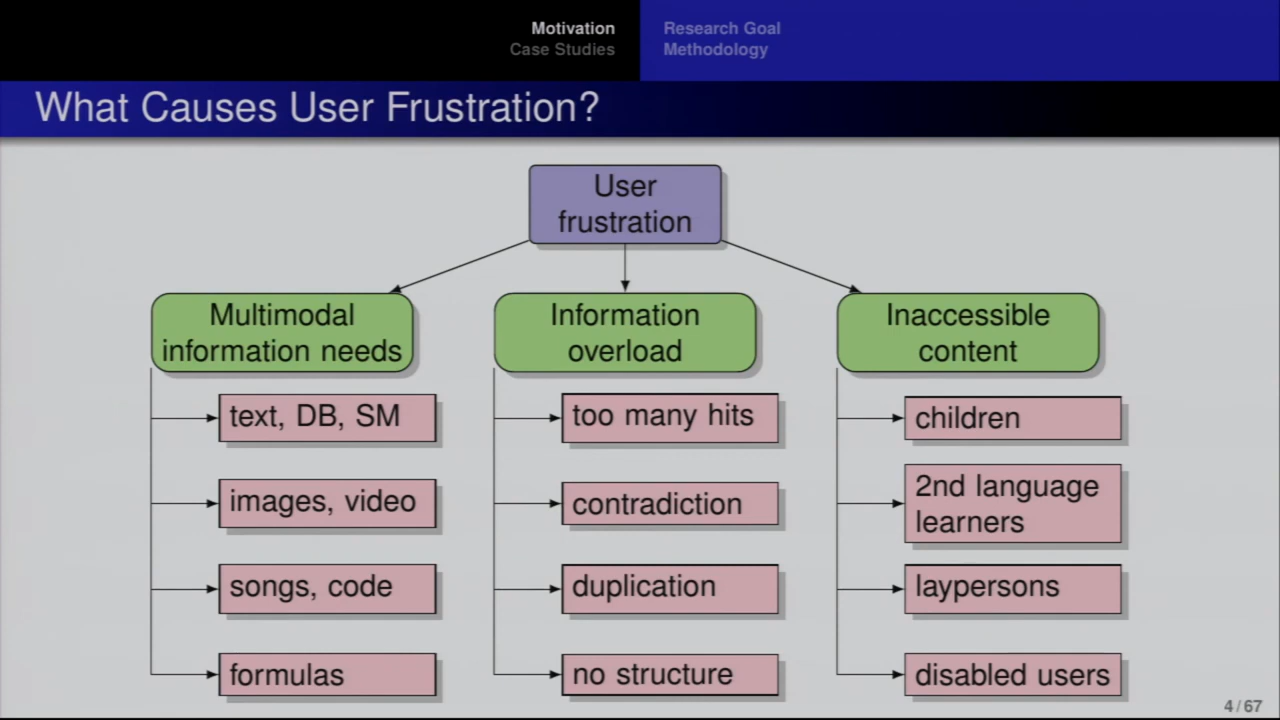 Motivation
Case Studies
Research Goal
Methodology
What Causes User Frustration?
User
frustration
Multimodal
information needs
text, DB, SM
images, video
songs, code
formulas
Information
overload
too many hits
contradiction
duplication
no structure
Inaccessible
content
children
2nd language
learners
laypersons
disabled users
4/67